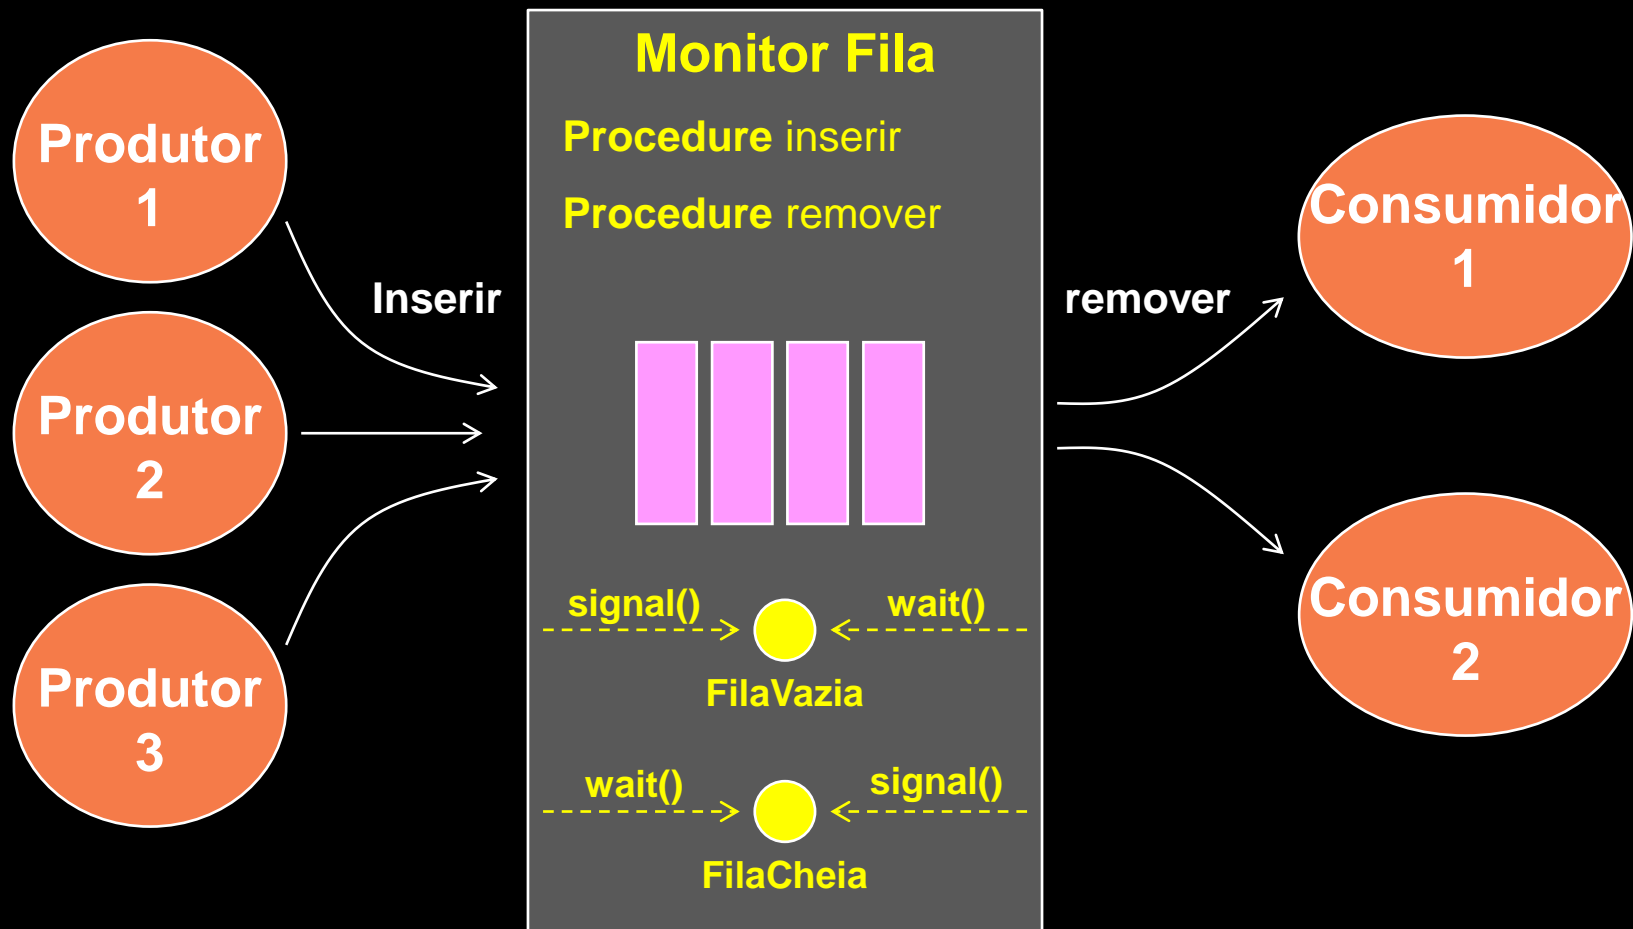 Monitor Fila
Procedure inserir
Procedure remover
Produtor
1
Produtor
2
Produtor
3
Inserir
remover
Consumidor
1
Consumidor
2
signal()
wait()
FilaVazia
wait()
signal()
FilaCheia